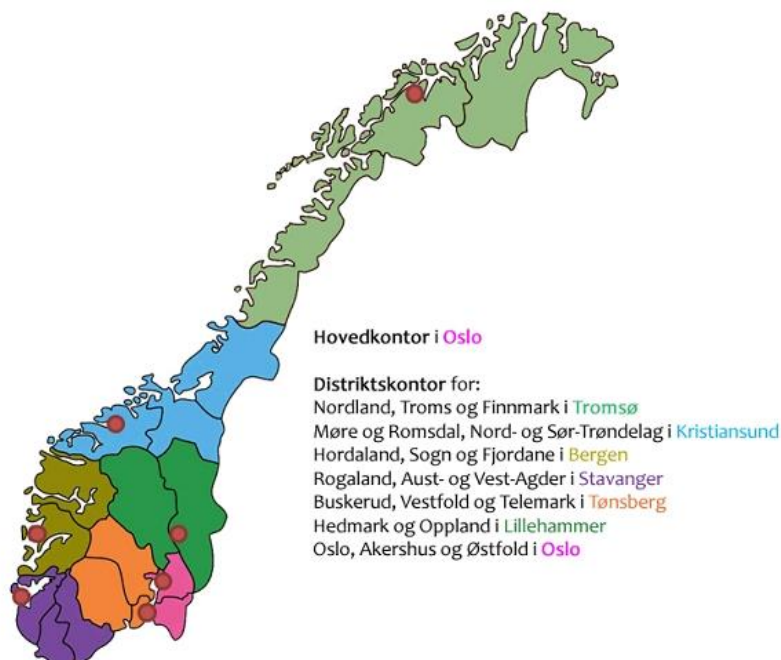 Hovedkontor i Oslo
Distriktskontor for:
Nordland, Troms og Finnmark i Tromsø
Møre og Romsdal, Nord- og Sør-Trøndelag i Kristiansund
Hordaland, Sogn og Fjordane i Bergen
Rogaland, Aust- og Vest-Agder i Stavanger
Buskerud, Vestfold og Telemark i Tønsberg
Hedmark og Oppland i Lillehammer
Oslo, Akershus og Østfold i Oslo